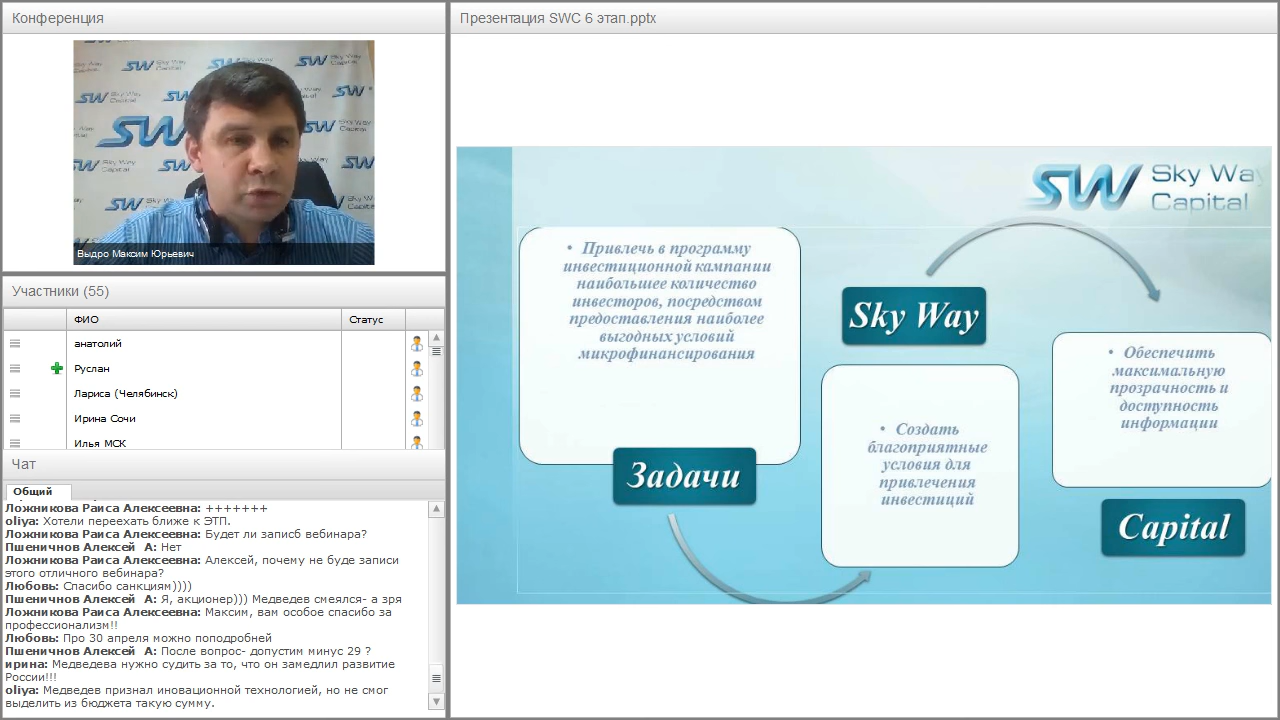 Конференция
SW Sky Way Capital
Выдро Максим Юрьевич
Участники (55)
ФИО
Статус
анатолий
Руслан
Лариса (Челябинск)
Ирина Сочи
Илья МСК
Чат
Общий
Ложникова Раиса Алексеевна: +++++++
oliya: Хотели переехать ближе к ЭТП.
Ложникова Раиса Алексеевна: Будет ли записб вебинара?
Пшеничнов Алексей А: Нет
Ложникова Раиса Алексеевна: Алексей, почему не буде записи
этого отличного вебинара?
Любовь: Спасибо санкциям))))
Пшеничнов Алексей А: Я, акционер))) Медведев смеялся- а зря
Ложникова Раиса Алексеевна: Максим, вам особое спасибо за
профессионализм!!
Любовь: Про 30 апреля можно поподробней
Пшеничнов Алексей А: После вопрос- допустим минус 29 ?
ирина: Медведева нужно судить за то, что он замедлил развитие
России!!!
oliya: Медведев признал иновационной технологией, но не смог
выделить из бюджета такую сумму.
Презентация SWC 6 этап.pptx
SW Sky Way
Capital
• Привлечь в программу
инвестиционной кампании
наибольшее количество
инвесторов, посредством
предоставления наиболее
выгодных условий
микрофинансирования
Задачи
Sky Way
• Создать
благоприятные
условия для
привлечения
инвестиций
• Обеспечить
максимальную
прозрачность и
доступность
информации
Capital